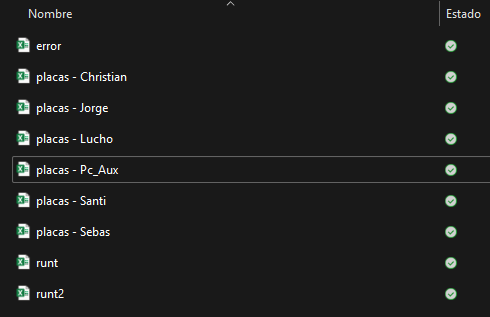 Nombre Estado
error
placas - Christian
placas - Jorge
placas - Lucho
placas - Pc_Aux
placas - Santi
placas - Sebas
runt
runt2